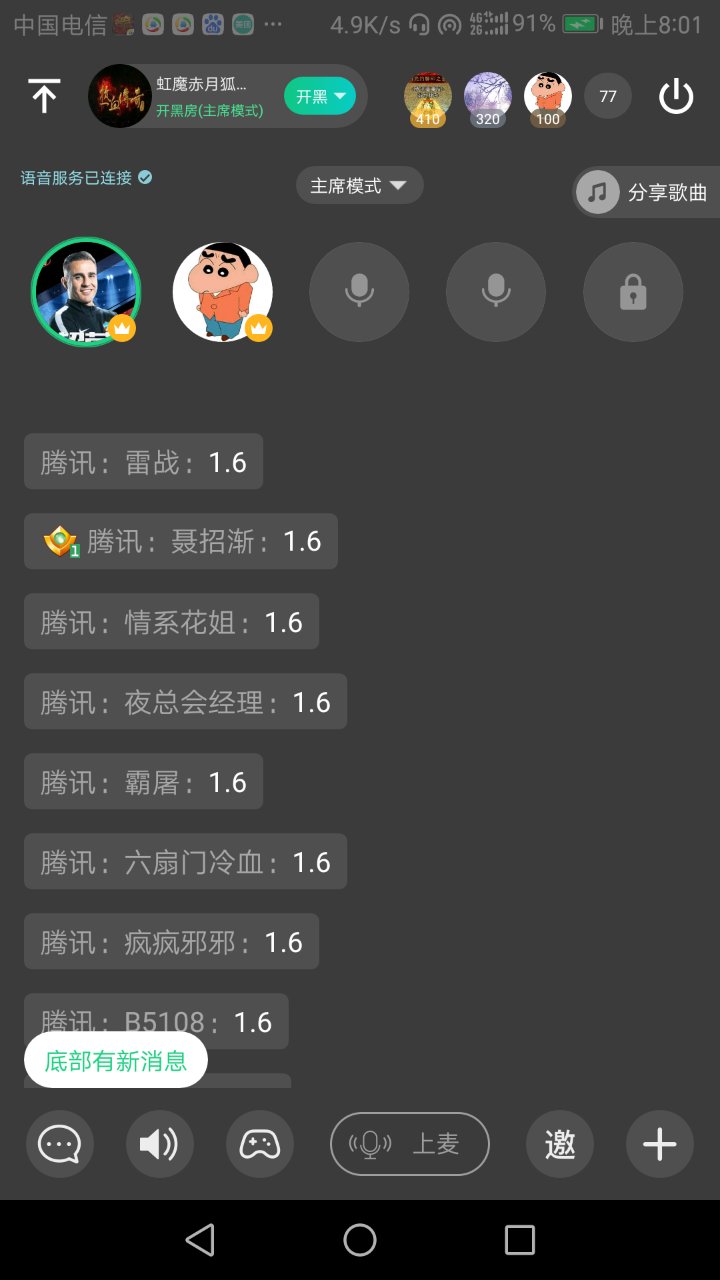 中国电信 ··· 4.9K/s 4G 2G 91% 晚上8:01
虹魔赤月狐...
开黑房(主席模式)
开黑
410 320 100 77
语音服务已连接
主席模式
分享歌曲
腾讯：雷战：1.6
1 腾讯：聂招渐：1.6
腾讯：情系花姐：1.6
腾讯：夜总会经理：1.6
腾讯：霸屠：1.6
腾讯：六扇门冷血：1.6
腾讯：疯疯邪邪：1.6
腾讯：B5108：1.6
底部有新消息
上麦
邀